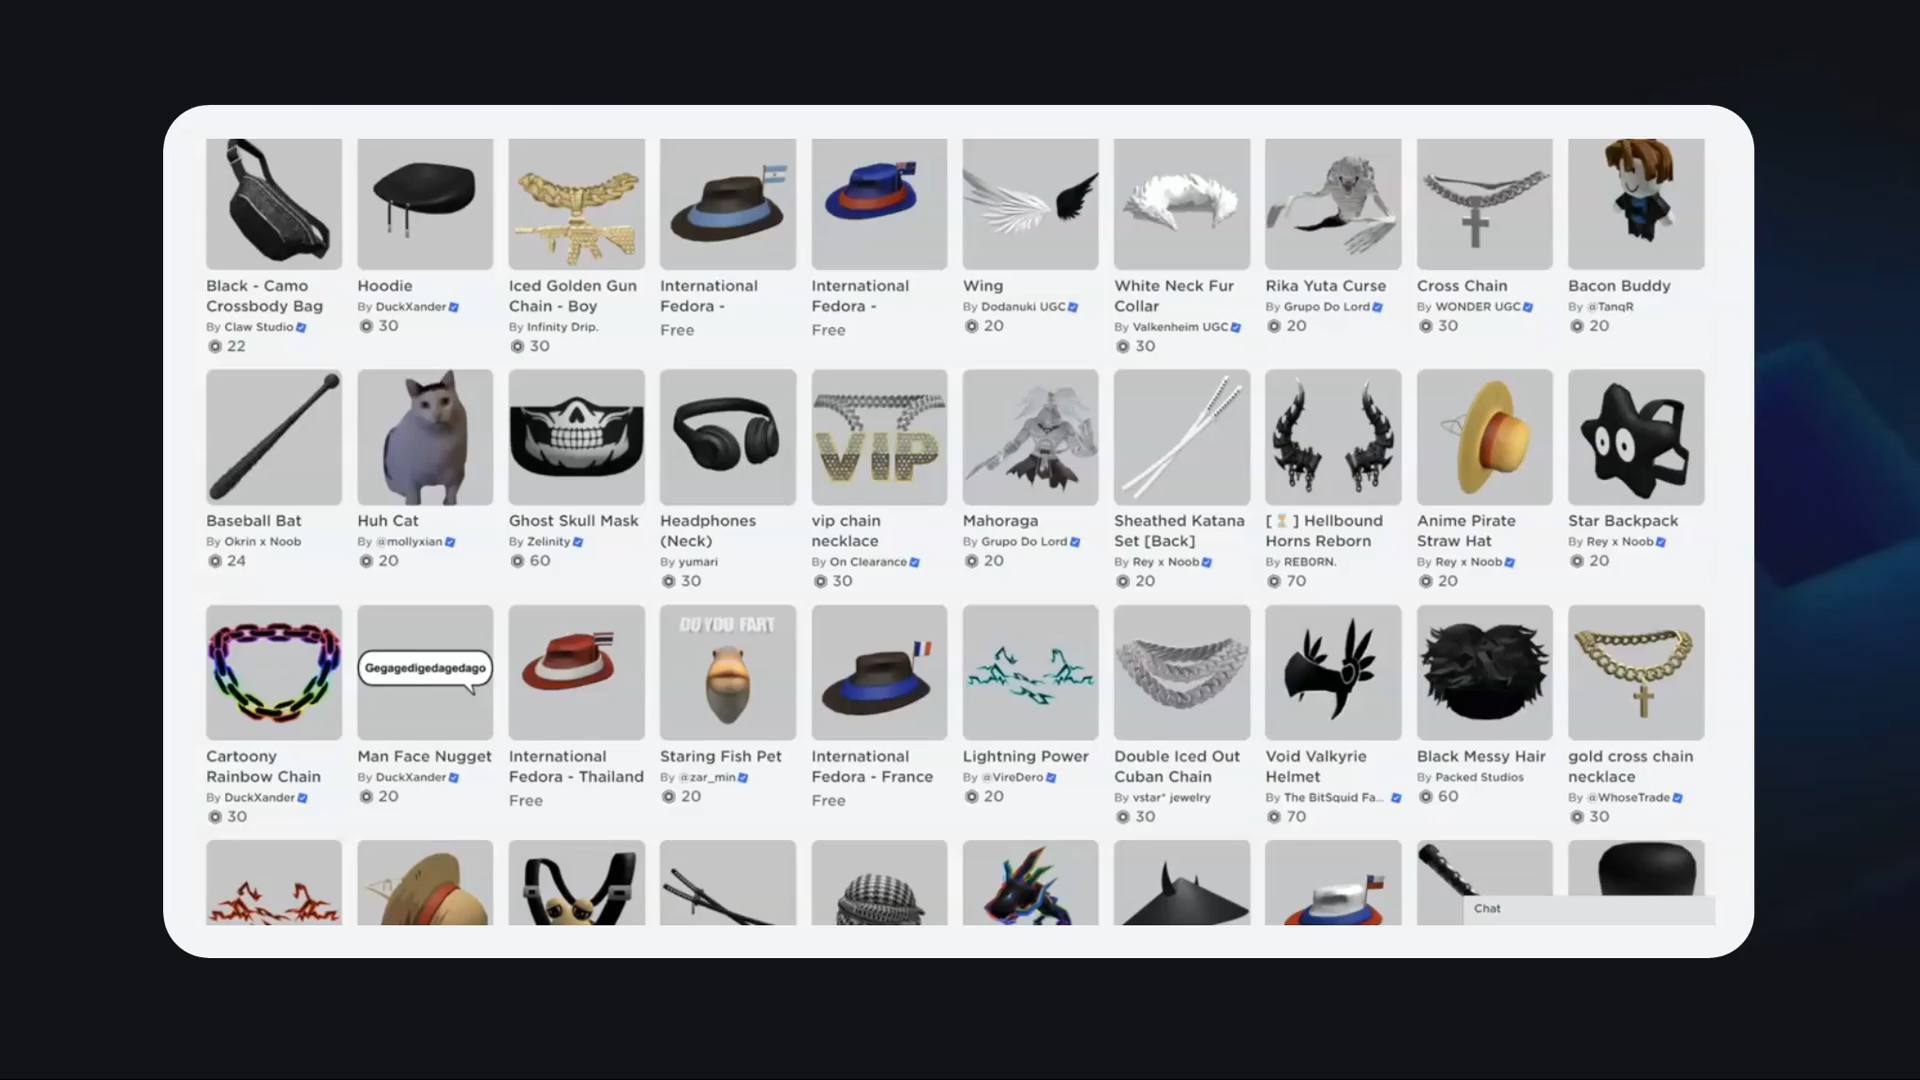 Black - Camo
Crossbody Bag
By Claw Studio
22
Hoodie
By DuckXander
30
Iced Golden Gun
Chain - Boy
By Infinity Drip.
30
International
Fedora -
Free
International
Fedora -
Free
Wing
By Dodanuki UGC
20
White Neck Fur
Collar
By Valkenheim UGC
30
Rika Yuta Curse
By Grupo Do Lord
20
Cross Chain
By WONDER UGC
30
Bacon Buddy
By @TanqR
20
VIP
Baseball Bat
By Okrin x Noob
24
Huh Cat
By @mollyxian
20
Ghost Skull Mask
By Zelinity
60
Headphones
(Neck)
By yumari
30
vip chain
necklace
By On Clearance
30
Mahoraga
By Grupo Do Lord
20
Sheathed Katana
Set [Back]
By Rey x Noob
20
[⏳] Hellbound
Horns Reborn
By REB0RN.
70
Anime Pirate
Straw Hat
By Rey x Noob
20
Star Backpack
By Rey x Noob
20
Gegagedigedagedago
DO YOU FART
Cartoony
Rainbow Chain
By DuckXander
30
Man Face Nugget
By DuckXander
20
International
Fedora - Thailand
Free
Staring Fish Pet
By @zar_min
20
International
Fedora - France
Free
Lightning Power
By @VireDero
20
Double Iced Out
Cuban Chain
By vstar* jewelry
30
Void Valkyrie
Helmet
By The BitSquid Fa...
70
Black Messy Hair
By Packed Studios
60
gold cross chain
necklace
By @WhoseTrade
30
Chat